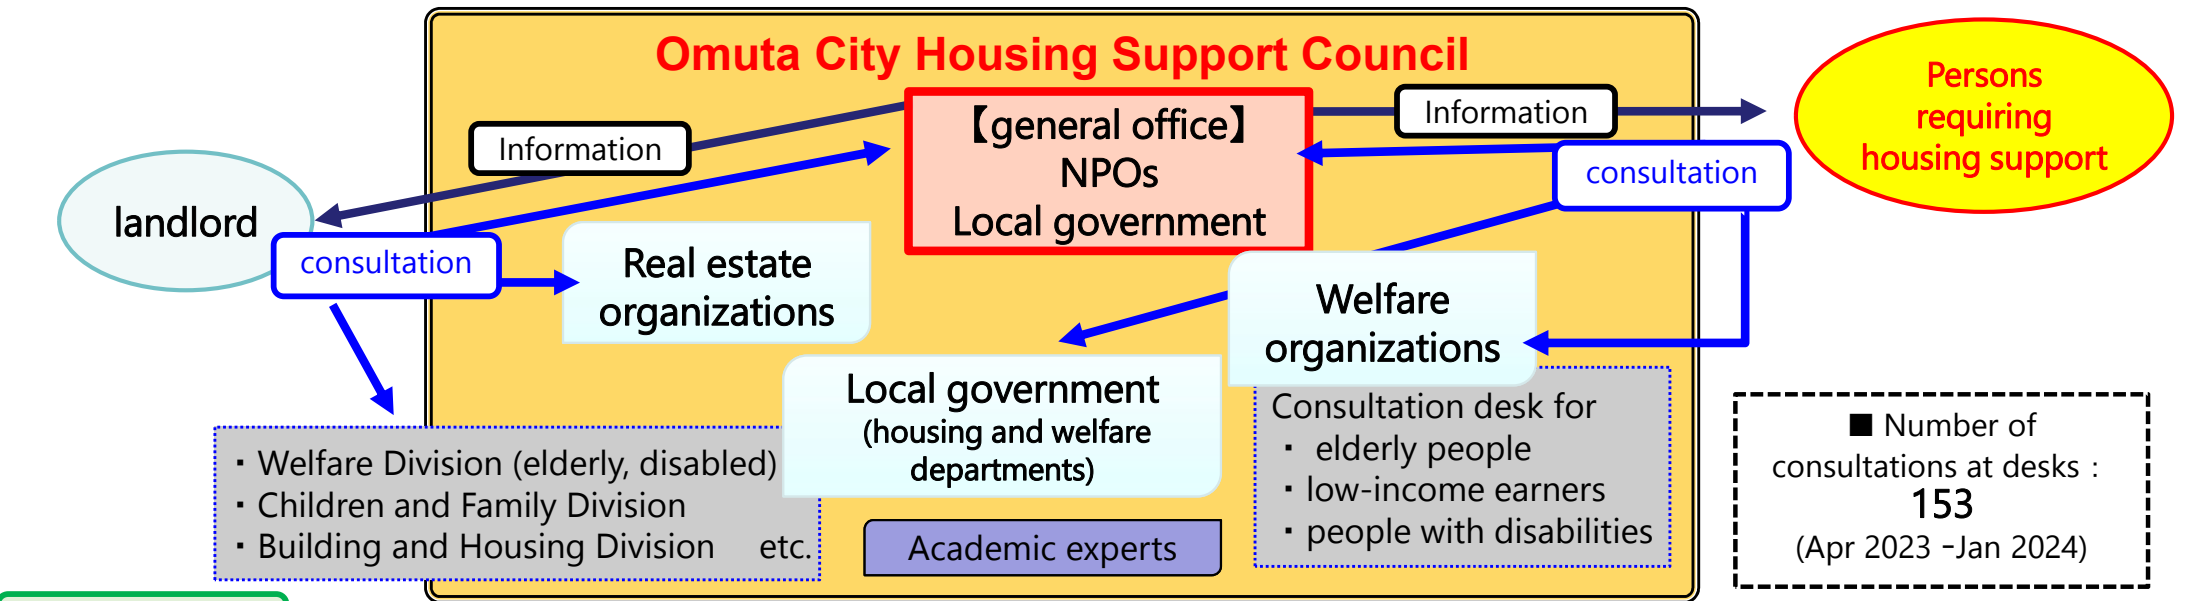 Omuta City Housing Support Council
【general office】
NPOs
Local government
Information
Information
Persons
requiring
housing support
consultation
landlord
consultation
Real estate
organizations
Welfare
organizations
Local government
(housing and welfare
departments)
Consultation desk for
・ elderly people
・low-income earners
・people with disabilities
・Welfare Division (elderly, disabled)
・Children and Family Division
・Building and Housing Division etc.
Academic experts
■ Number of
consultations at desks：
153
(Apr 2023 -Jan 2024)